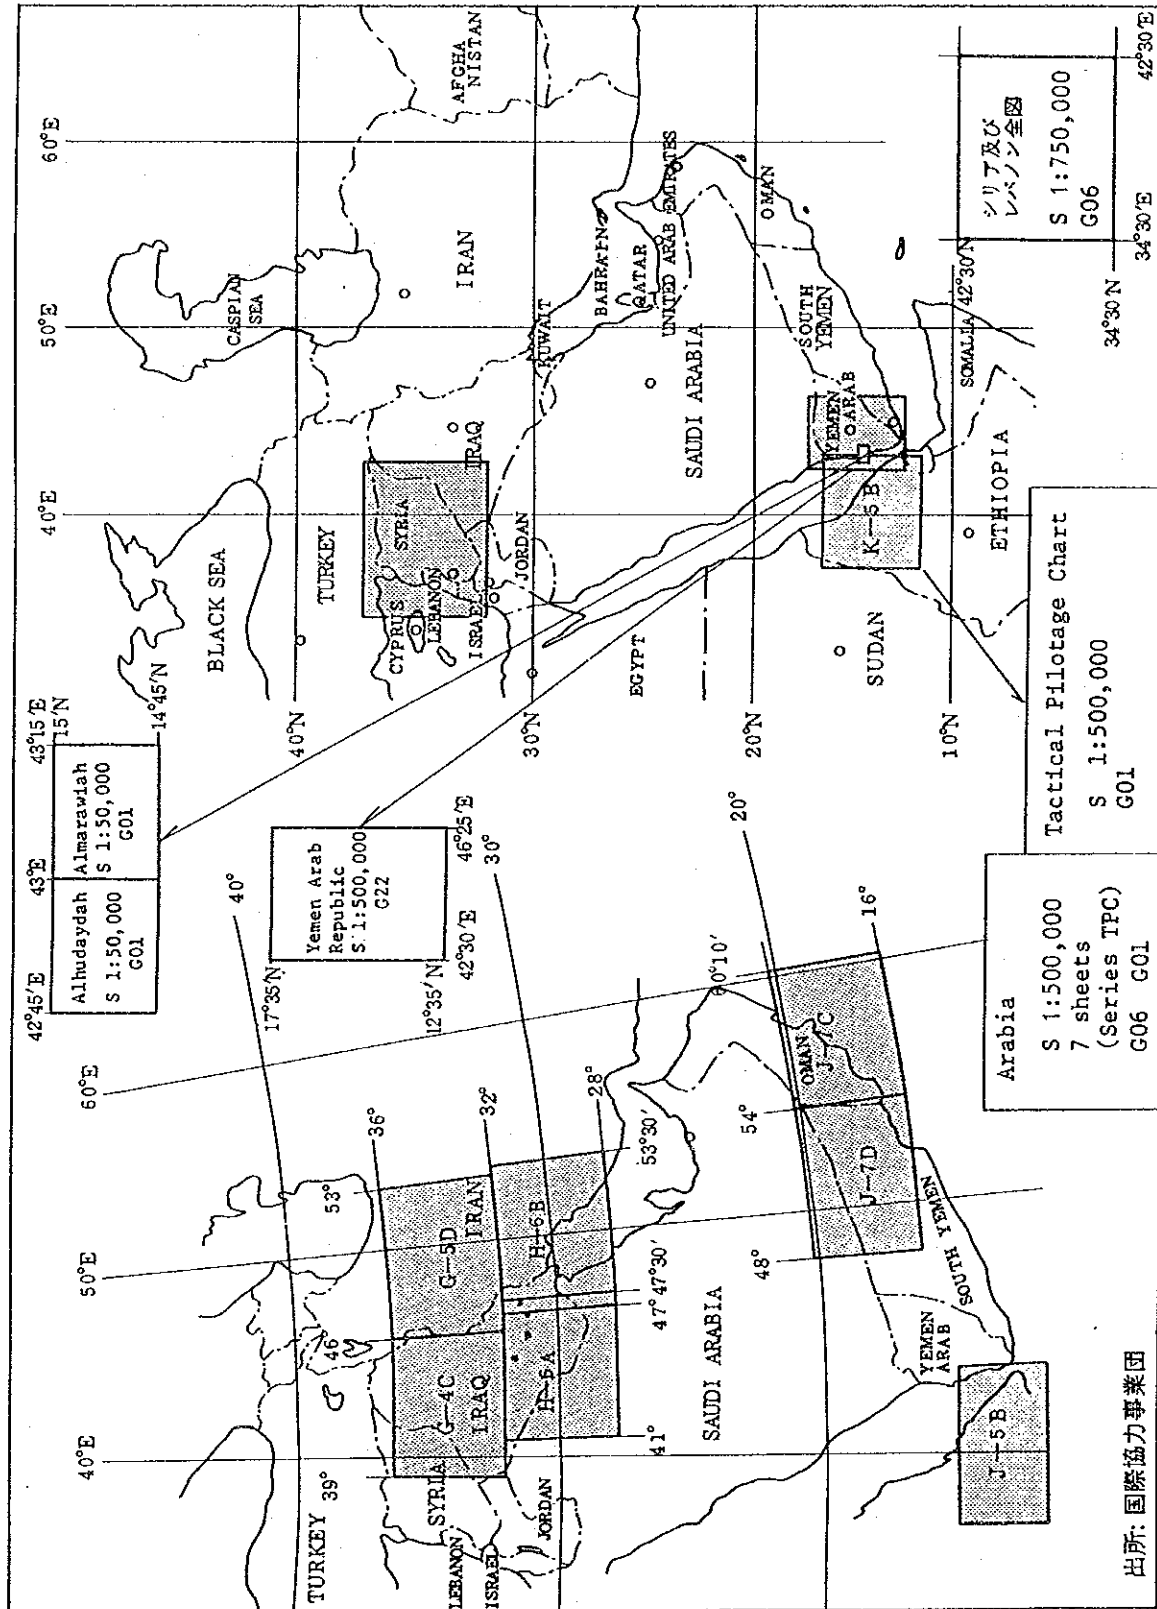 42°45′E
43°E
43°15′E
15′N
14°45′N
Alhudaydah
S 1:50,000
G01
Almarawiah
S 1:50,000
G01
17°35′N
12°35′N
42°30′E
46°25′E
Yemen Arab
Republic
S 1:500,000
G22
40°E
50°E
60°E
40°
30°
20°
16°
36°
32°
28°
39°
46
53°
41°
47°
47°30′
53°30′
48°
54°
60°10′
TURKEY
SYRIA
LEBANON
ISRAEL
JORDAN
G-4C
IRAQ
G-5D
IRAN
H-6A
H-6B
SAUDI ARABIA
YEMEN
ARAB
SOUTH YEMEN
OMAN
J-7C
J-7D
J-5B
Arabia
S 1:500,000
7 sheets
(Series TPC)
G06 G01
Tactical Pilotage Chart
S 1:500,000
G01
40°E
50°E
60°E
40°N
30°N
20°N
10°N
BLACK SEA
CASPIAN
SEA
TURKEY
CYPRUS
SYRIA
LEBANON
ISRAEL
JORDAN
IRAQ
IRAN
AFGHA
NISTAN
KUWAIT
BAHRAIN
QATAR
UNITED ARAB EMIRATES
OMAN
SAUDI ARABIA
EGYPT
SUDAN
SOUTH
YEMEN
YEMEN
ARAB
K-5B
ETHIOPIA
SOMALIA
42°30′N
34°30′N
34°30′E
42°30′E
シリア及び
レバノン全図
S 1:750,000
G06
出所: 国際協力事業団